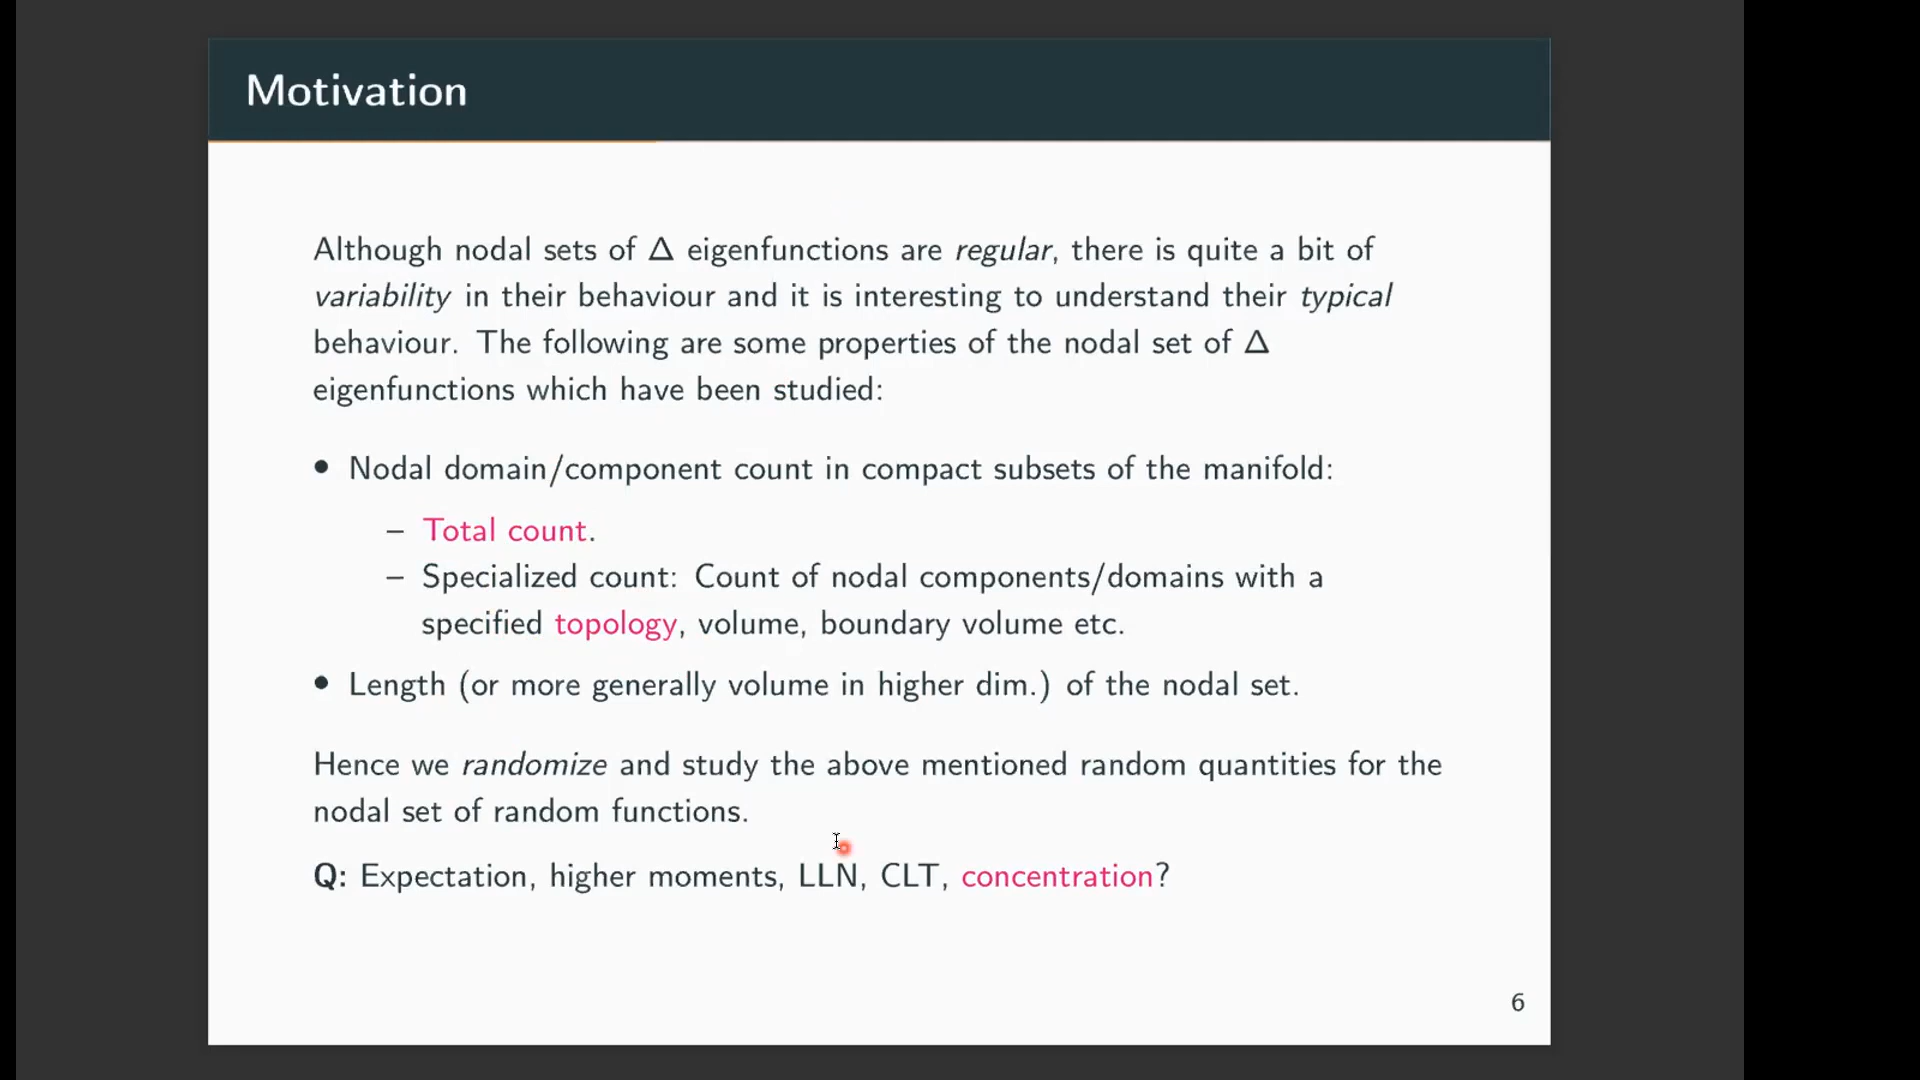 Motivation
Although nodal sets of Δ eigenfunctions are regular, there is quite a bit of
variability in their behaviour and it is interesting to understand their typical
behaviour. The following are some properties of the nodal set of Δ
eigenfunctions which have been studied:
• Nodal domain/component count in compact subsets of the manifold:
– Total count.
– Specialized count: Count of nodal components/domains with a
specified topology, volume, boundary volume etc.
• Length (or more generally volume in higher dim.) of the nodal set.
Hence we randomize and study the above mentioned random quantities for the
nodal set of random functions.
Q: Expectation, higher moments, LLN, CLT, concentration?
6